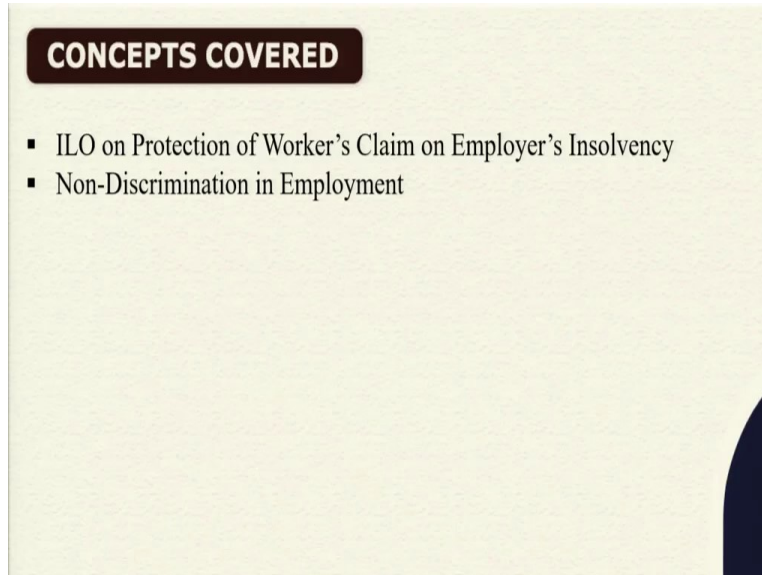 CONCEPTS COVERED
▪ ILO on Protection of Worker’s Claim on Employer’s Insolvency
▪ Non-Discrimination in Employment